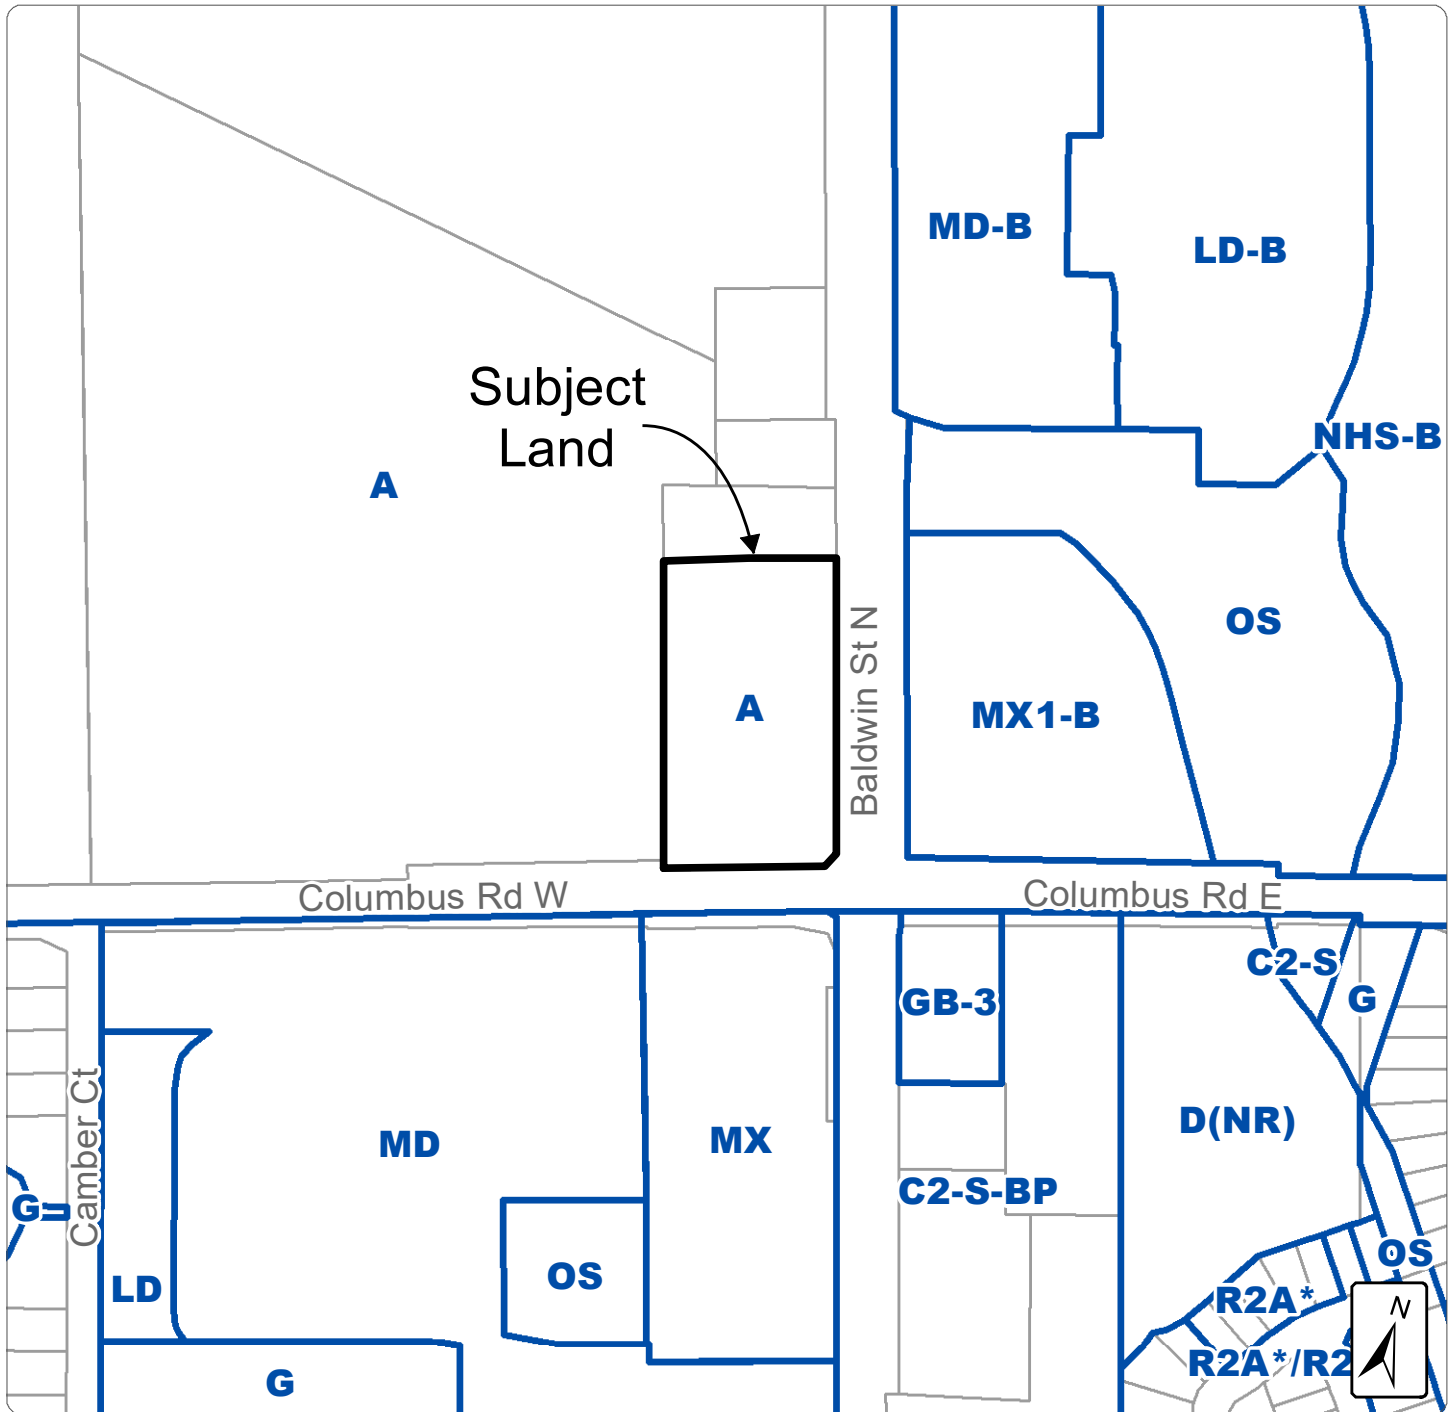 MD-B
LD-B
Subject
Land
NHS-B
A
OS
A
Baldwin St N
MX1-B
Columbus Rd W
Columbus Rd E
C2-S
G
GB-3
Camber Ct
MD
MX
D(NR)
C2-S-BP
G
OS
LD
OS
R2A*
N
R2A*/R2
G